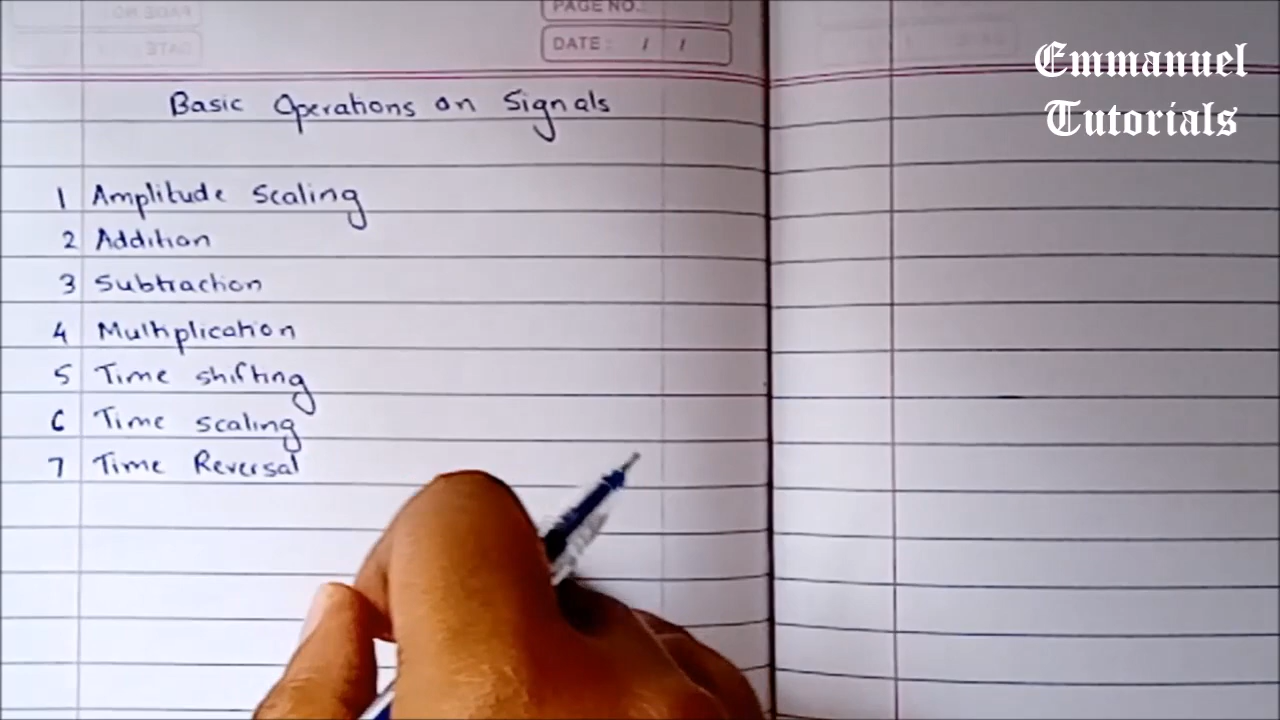 PAGE NO.:
DATE: / /
Emmanuel
Tutorials
Basic Operations on Signals
1 Amplitude Scaling
2 Addition
3 Subtraction
4 Multiplication
5 Time shifting
6 Time scaling
7 Time Reversal